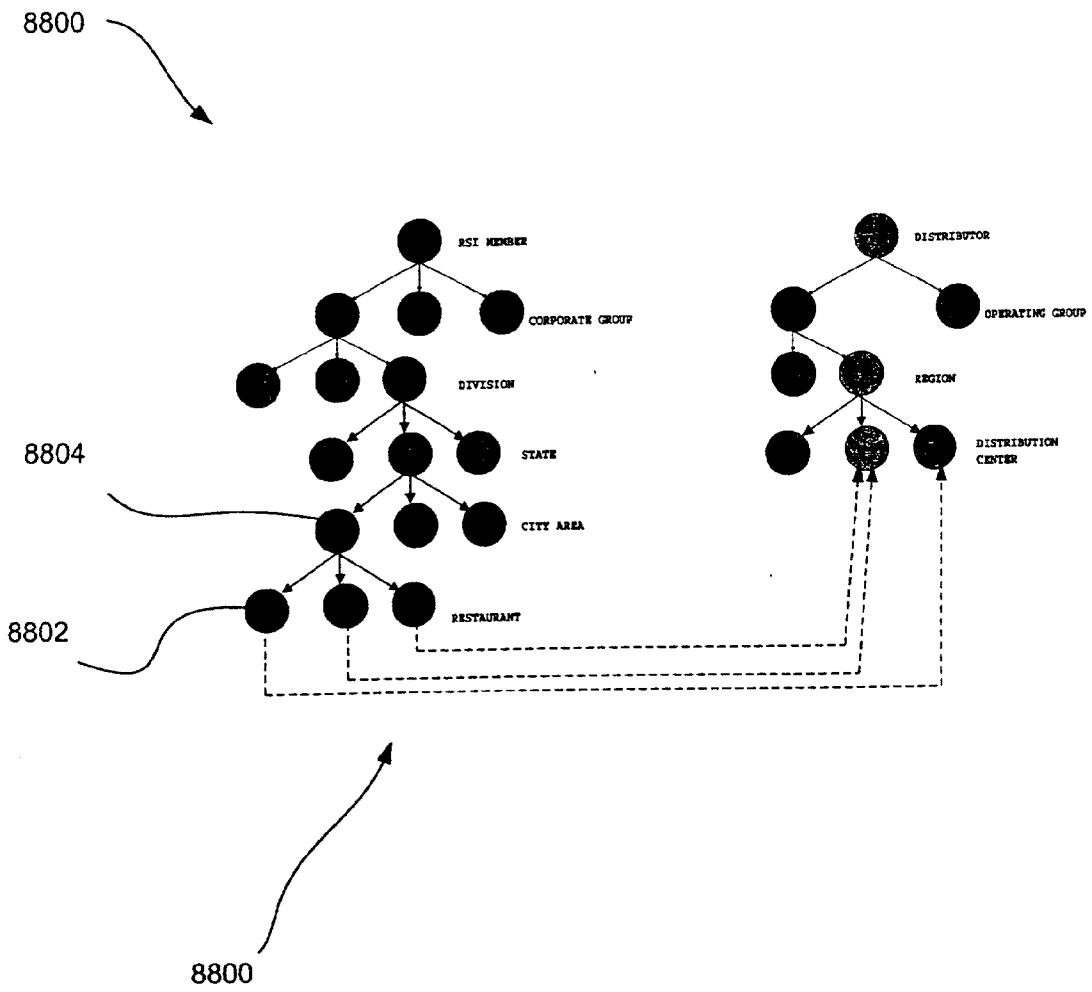 8800
RSI MEMBER
DISTRIBUTOR
CORPORATE GROUP
OPERATING GROUP
DIVISION
REGION
8804
STATE
DISTRIBUTION
CENTER
CITY AREA
8802
RESTAURANT
8800